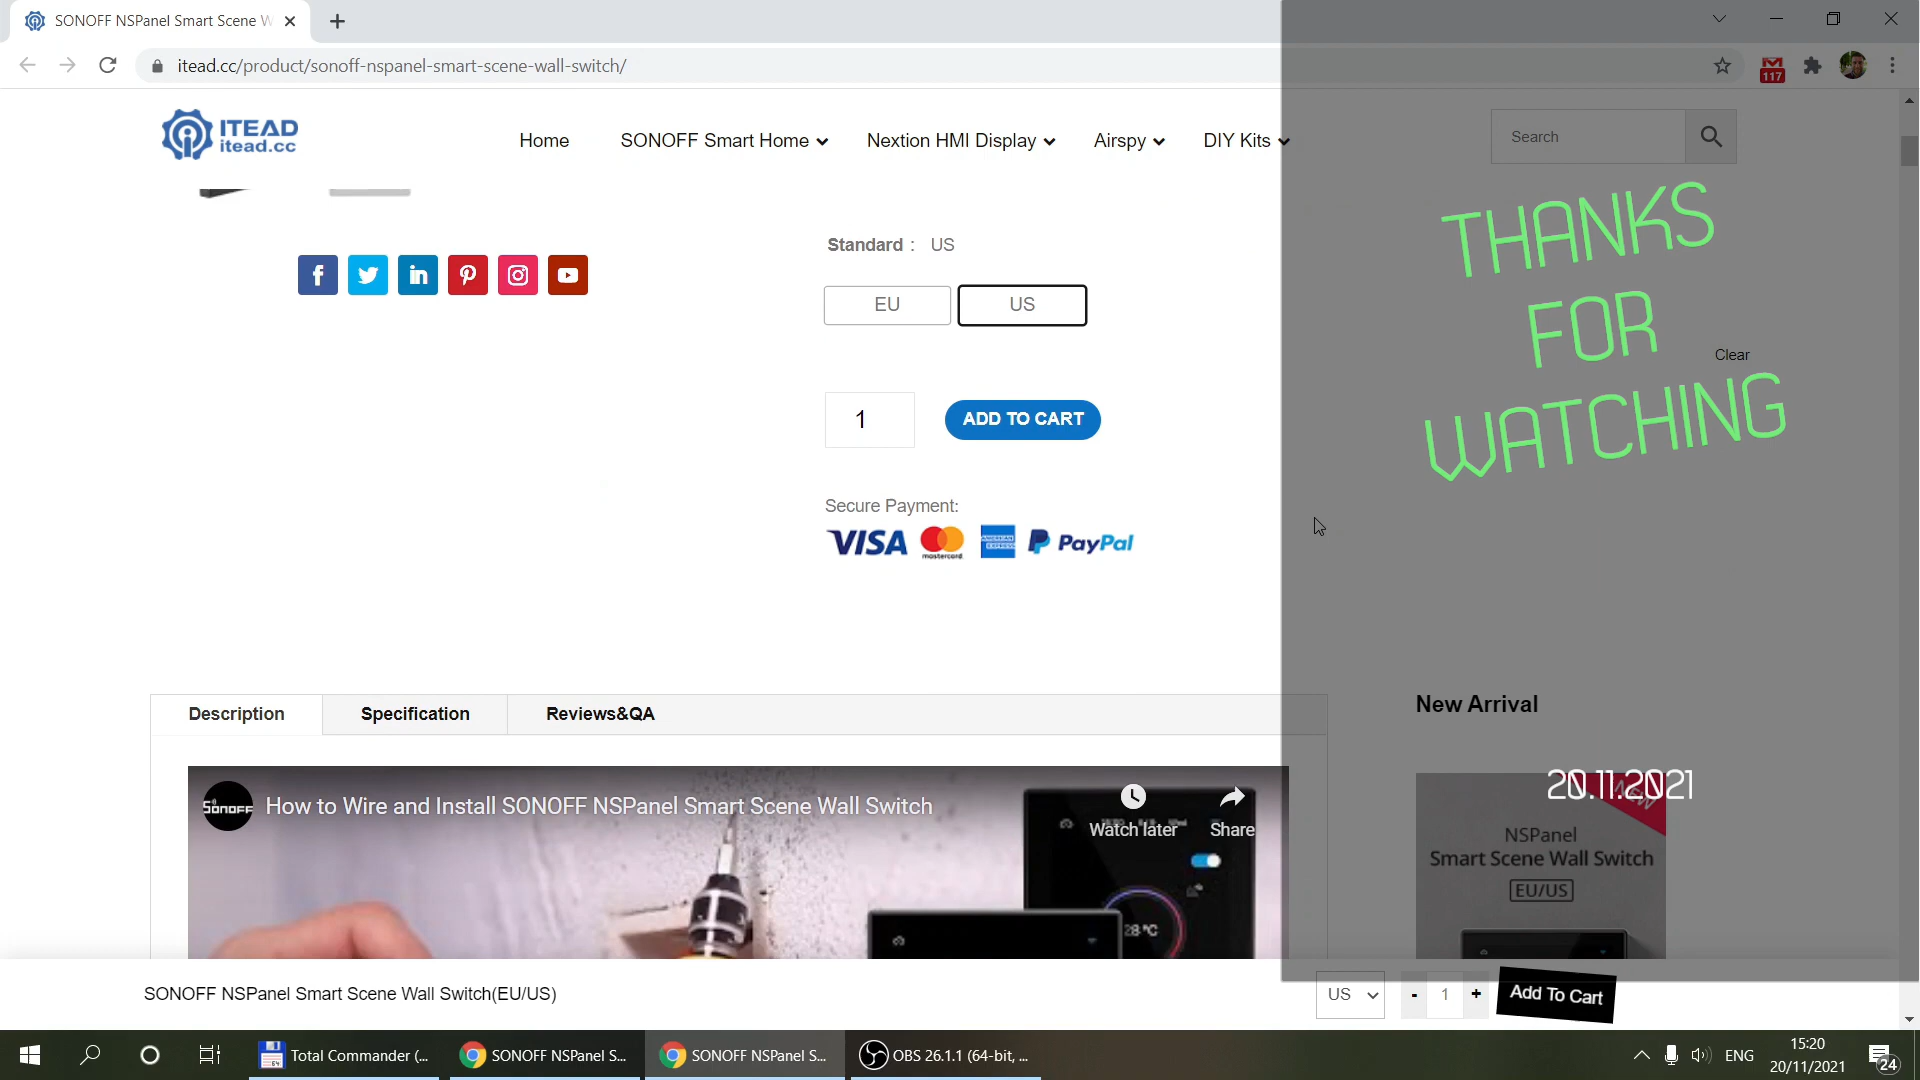 SONOFF NSPanel Smart Scene W
itead.cc/product/sonoff-nspanel-smart-scene-wall-switch/
117
ITEAD
itead.cc
Home
SONOFF Smart Home
Nextion HMI Display
Airspy
DIY Kits
Search
THANKS
FOR
WATCHING
Standard : US
EU
US
Clear
1
ADD TO CART
Secure Payment:
VISA
mastercard
AMERICAN EXPRESS
PayPal
Description
Specification
Reviews&QA
New Arrival
SONOFF
How to Wire and Install SONOFF NSPanel Smart Scene Wall Switch
Watch later
Share
28°C
20.11.2021
NEW
NSPanel
Smart Scene Wall Switch
EU/US
SONOFF NSPanel Smart Scene Wall Switch(EU/US)
US
- 1 +
Add To Cart
Total Commander (...
SONOFF NSPanel S...
SONOFF NSPanel S...
OBS 26.1.1 (64-bit, ...
ENG
15:20
20/11/2021
24